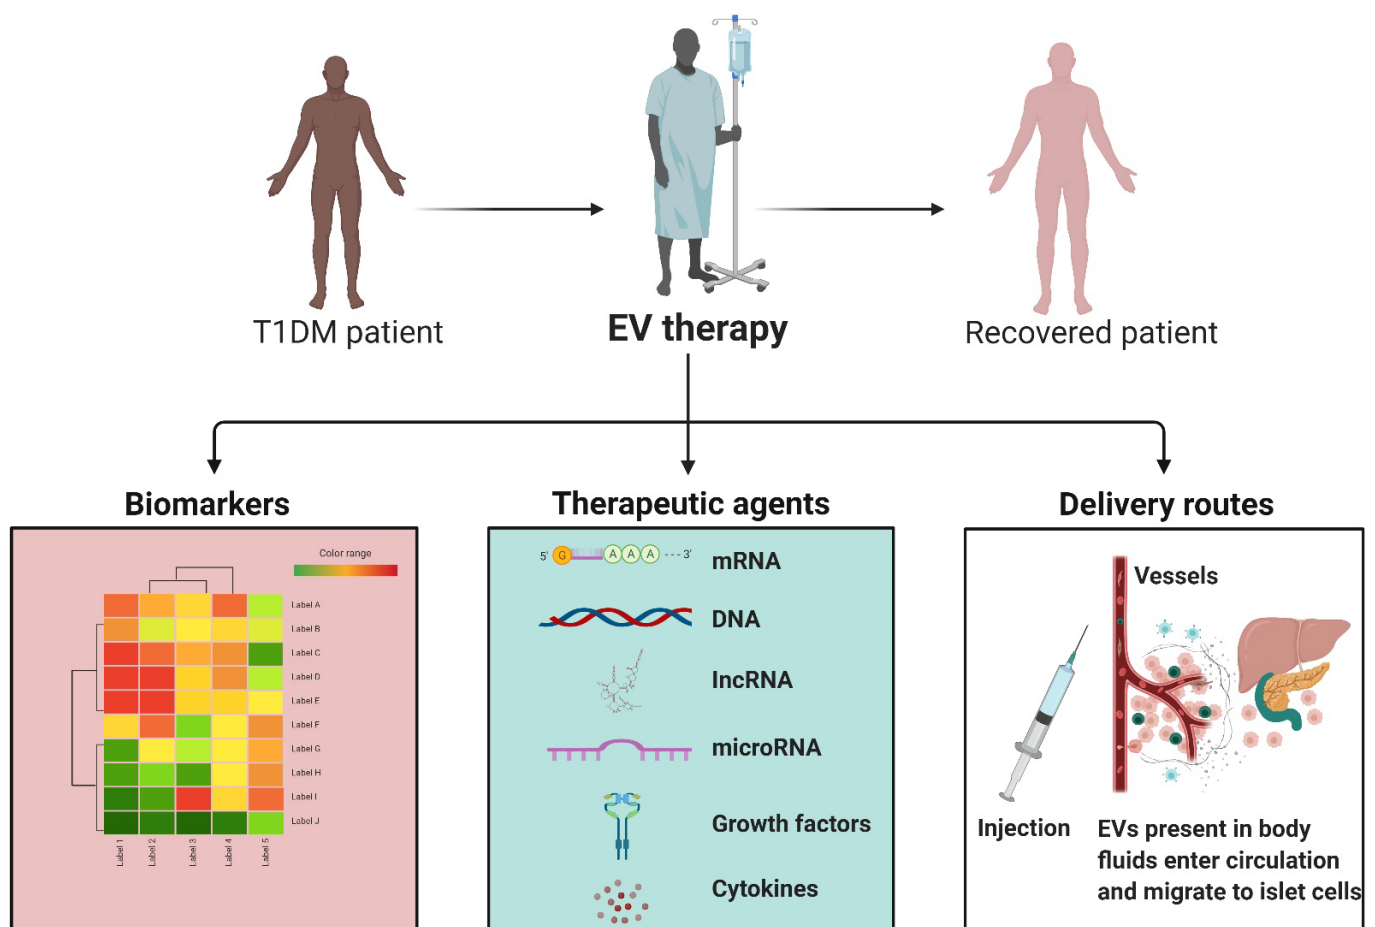 T1DM patient
EV therapy
Recovered patient
Biomarkers
Color range
Label A
Label B
Label C
Label D
Label E
Label F
Label G
Label H
Label I
Label J
Label 1
Label 2
Label 3
Label 4
Label 5
Therapeutic agents
5' G A A A --- 3'
mRNA
DNA
lncRNA
microRNA
Growth factors
Cytokines
Delivery routes
Vessels
Injection
EVs present in body
fluids enter circulation
and migrate to islet cells